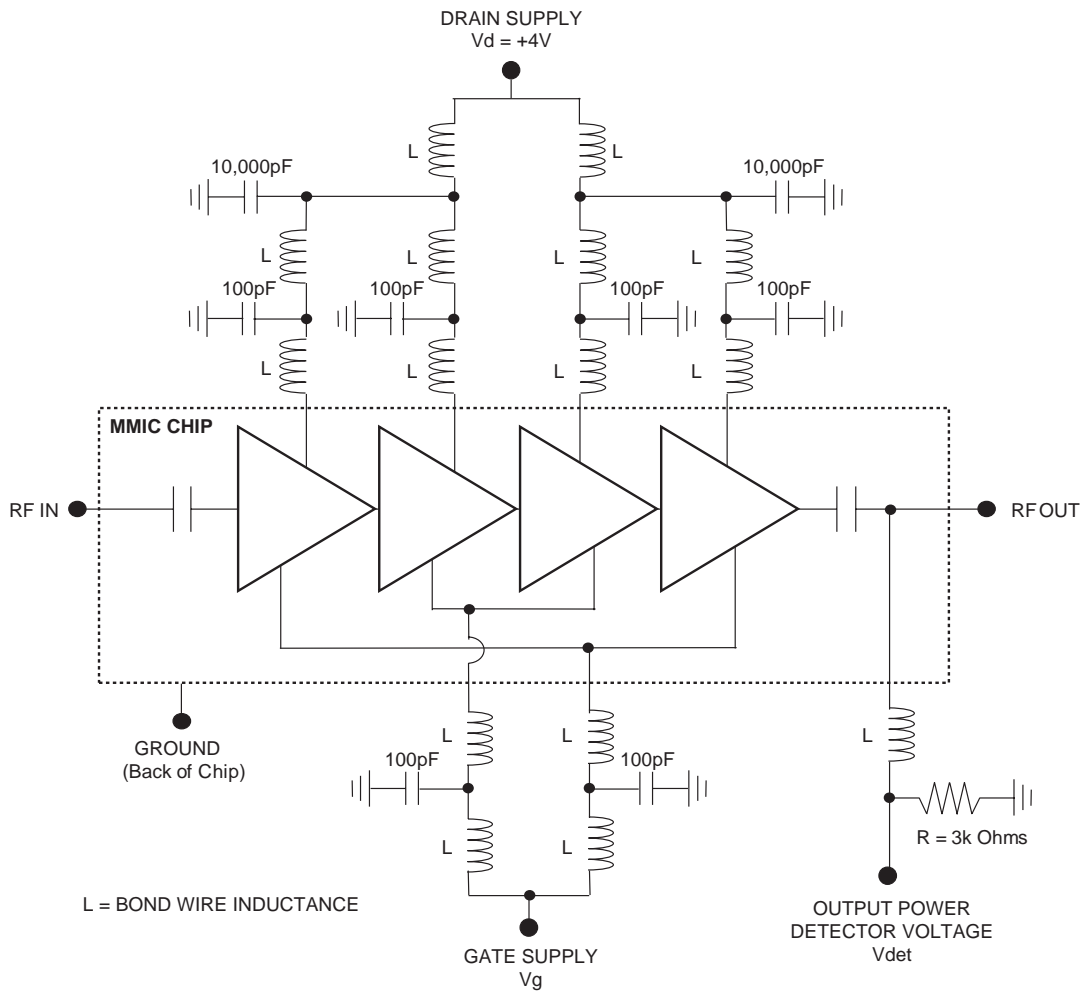 DRAIN SUPPLY
Vd = +4V
L
L
10,000pF
10,000pF
L
L
L
L
100pF
100pF
100pF
100pF
L
L
L
L
MMIC CHIP
RF IN
RF OUT
GROUND
(Back of Chip)
L
L
L
100pF
100pF
L
L
R = 3k Ohms
L = BOND WIRE INDUCTANCE
GATE SUPPLY
Vg
OUTPUT POWER
DETECTOR VOLTAGE
Vdet